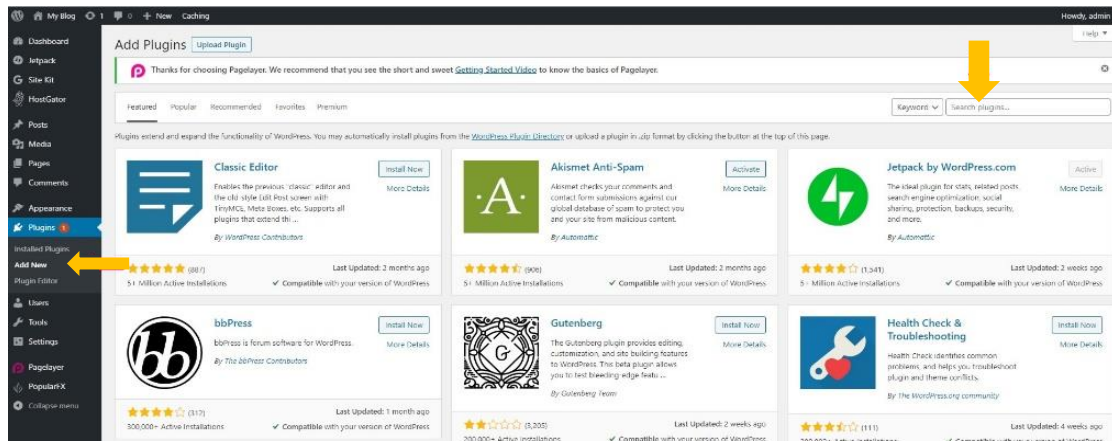 My Blog 1 0 + New Caching Howdy, admin
Help
Dashboard
Jetpack
Site Kit
HostGator
Posts
Media
Pages
Comments
Appearance
Plugins 1
Installed Plugins
Add New
Plugin Editor
Users
Tools
Settings
Pagelayer
PopularFX
Collapse menu
Add Plugins Upload Plugin
Thanks for choosing Pagelayer. We recommend that you see the short and sweet Getting Started Video to know the basics of Pagelayer.
Featured Popular Recommended Favorites Premium Keyword Search plugins...
Plugins extend and expand the functionality of WordPress. You may automatically install plugins from the WordPress Plugin Directory or upload a plugin in .zip format by clicking the button at the top of this page.
Classic Editor
Install Now
More Details
Enables the previous "classic" editor and
the old-style Edit Post screen with
TinyMCE, Meta Boxes, etc. Supports all
plugins that extend thi ...
By WordPress Contributors
(887) Last Updated: 2 months ago
5+ Million Active Installations Compatible with your version of WordPress
·A·
Akismet Anti-Spam
Activate
More Details
Akismet checks your comments and
contact form submissions against our
global database of spam to protect you
and your site from malicious content.
By Automattic
(908) Last Updated: 2 months ago
5+ Million Active Installations Compatible with your version of WordPress
Jetpack by WordPress.com
Active
More Details
The ideal plugin for stats, related posts,
search engine optimization, social
sharing, protection, backups, security,
and more.
By Automattic
(1,541) Last Updated: 2 weeks ago
5+ Million Active Installations Compatible with your version of WordPress
bb
bbPress
Install Now
More Details
bbPress is forum software for WordPress.
By The bbPress Contributors
(317) Last Updated: 1 month ago
300,000+ Active Installations Compatible with your version of WordPress
G
Gutenberg
Install Now
More Details
The Gutenberg plugin provides editing,
customization, and site building features
to WordPress. This beta plugin allows
you to test bleeding-edge featu ...
By Gutenberg Team
(3,205) Last Updated: 2 weeks ago
Compatible with your version of WordPress
Health Check &
Troubleshooting
Install Now
More Details
Health Check identifies common
problems, and helps you troubleshoot
plugin and theme conflicts.
By The WordPress.org community
(111) Last Updated: 4 weeks ago